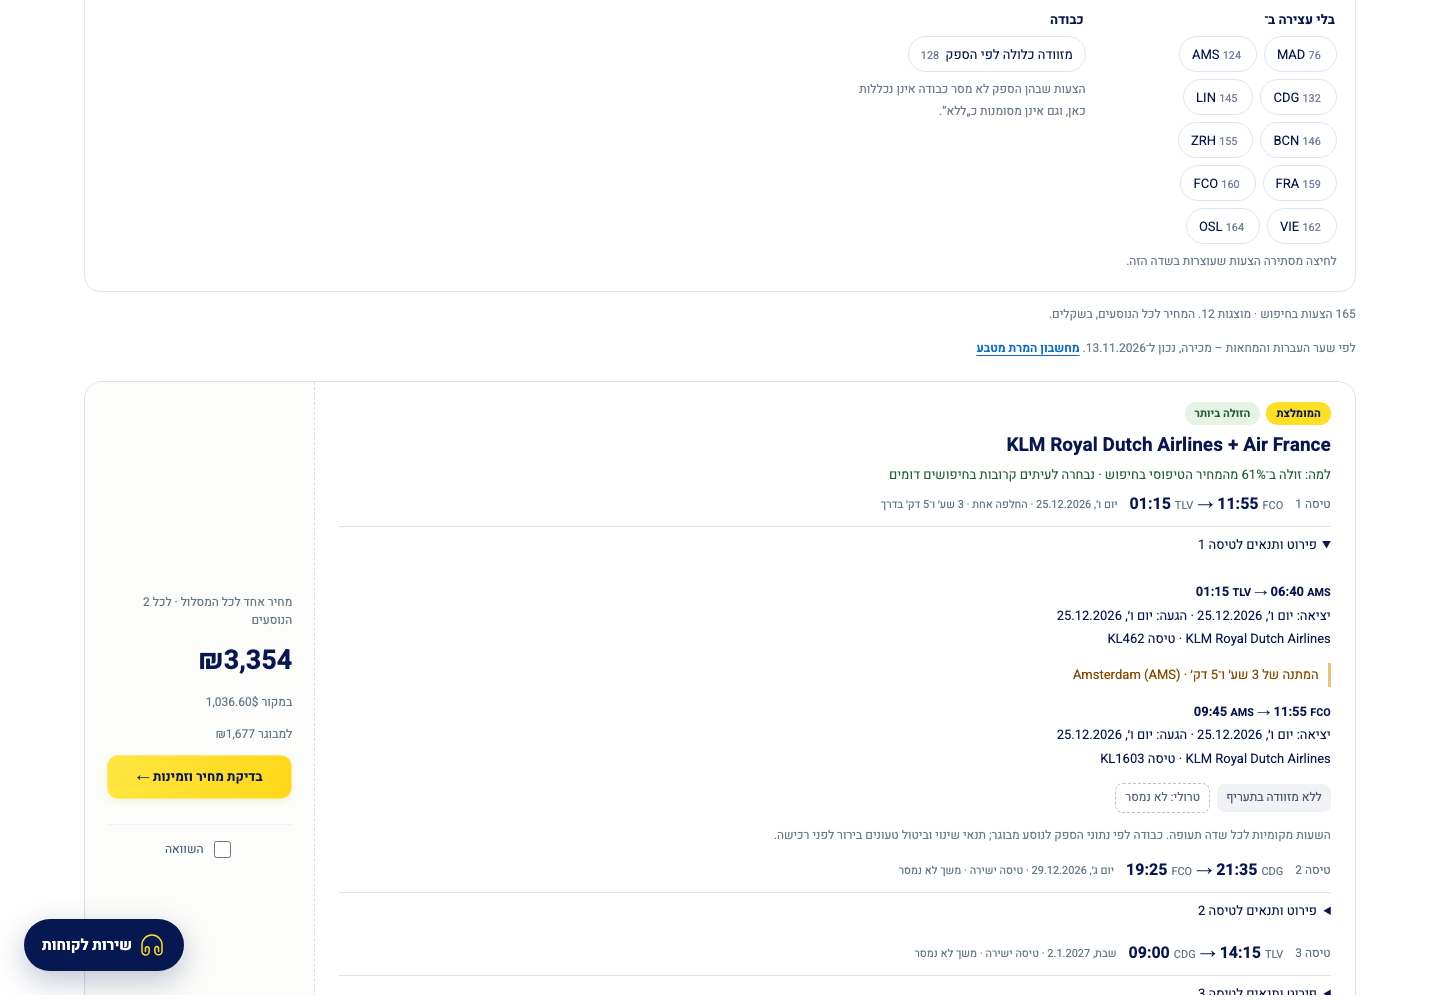 בלי עצירה ב־
MAD 76
AMS 124
CDG 132
LIN 145
BCN 146
ZRH 155
FRA 159
FCO 160
VIE 162
OSL 164
לחיצה מסתירה הצעות שעוצרות בשדה הזה.
כבודה
מזוודה כלולה לפי הספק 128
הצעות שבהן הספק לא מסר כבודה אינן נכללות
כאן, וגם אינן מסומנות כ„ללא”.
165 הצעות בחיפוש · מוצגות 12. המחיר לכל הנוסעים, בשקלים.
לפי שער העברות והמחאות – מכירה, נכון ל־13.11.2026. מחשבון המרת מטבע
המומלצת
הזולה ביותר
KLM Royal Dutch Airlines + Air France
למה: זולה ב־61% מהמחיר הטיפוסי בחיפוש · נבחרה לעיתים קרובות בחיפושים דומים
טיסה 1 01:15 TLV → 11:55 FCO יום ו׳, 25.12.2026 · החלפה אחת · 3 שע׳ ו־5 דק׳ בדרך
▼ פירוט ותנאים לטיסה 1
01:15 TLV → 06:40 AMS
יציאה: יום ו׳, 25.12.2026 · הגעה: יום ו׳, 25.12.2026
KLM Royal Dutch Airlines · טיסה KL462
המתנה של 3 שע׳ ו־5 דק׳ · Amsterdam (AMS)
09:45 AMS → 11:55 FCO
יציאה: יום ו׳, 25.12.2026 · הגעה: יום ו׳, 25.12.2026
KLM Royal Dutch Airlines · טיסה KL1603
ללא מזוודה בתעריף
טרולי: לא נמסר
השעות מקומיות לכל שדה תעופה. כבודה לפי נתוני הספק לנוסע מבוגר; תנאי שינוי וביטול טעונים בירור לפני רכישה.
טיסה 2 19:25 FCO → 21:35 CDG יום ג׳, 29.12.2026 · טיסה ישירה · משך לא נמסר
◀ פירוט ותנאים לטיסה 2
טיסה 3 09:00 CDG → 14:15 TLV שבת, 2.1.2027 · טיסה ישירה · משך לא נמסר
◀ פירוט ותנאים לטיסה 3
מחיר אחד לכל המסלול · לכל 2
הנוסעים
₪3,354
במקור 1,036.60$
למבוגר 1,677₪
בדיקת מחיר וזמינות ←
השוואה
שירות לקוחות